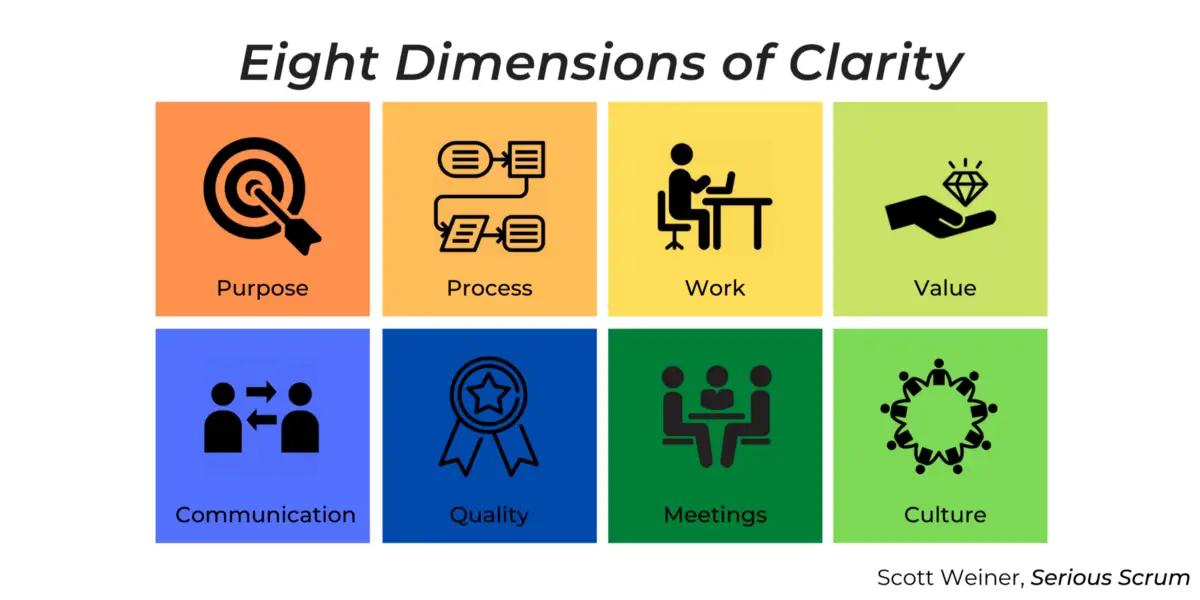 Eight Dimensions of Clarity
Purpose
Process
Work
Value
Communication
Quality
Meetings
Culture
Scott Weiner, Serious Scrum